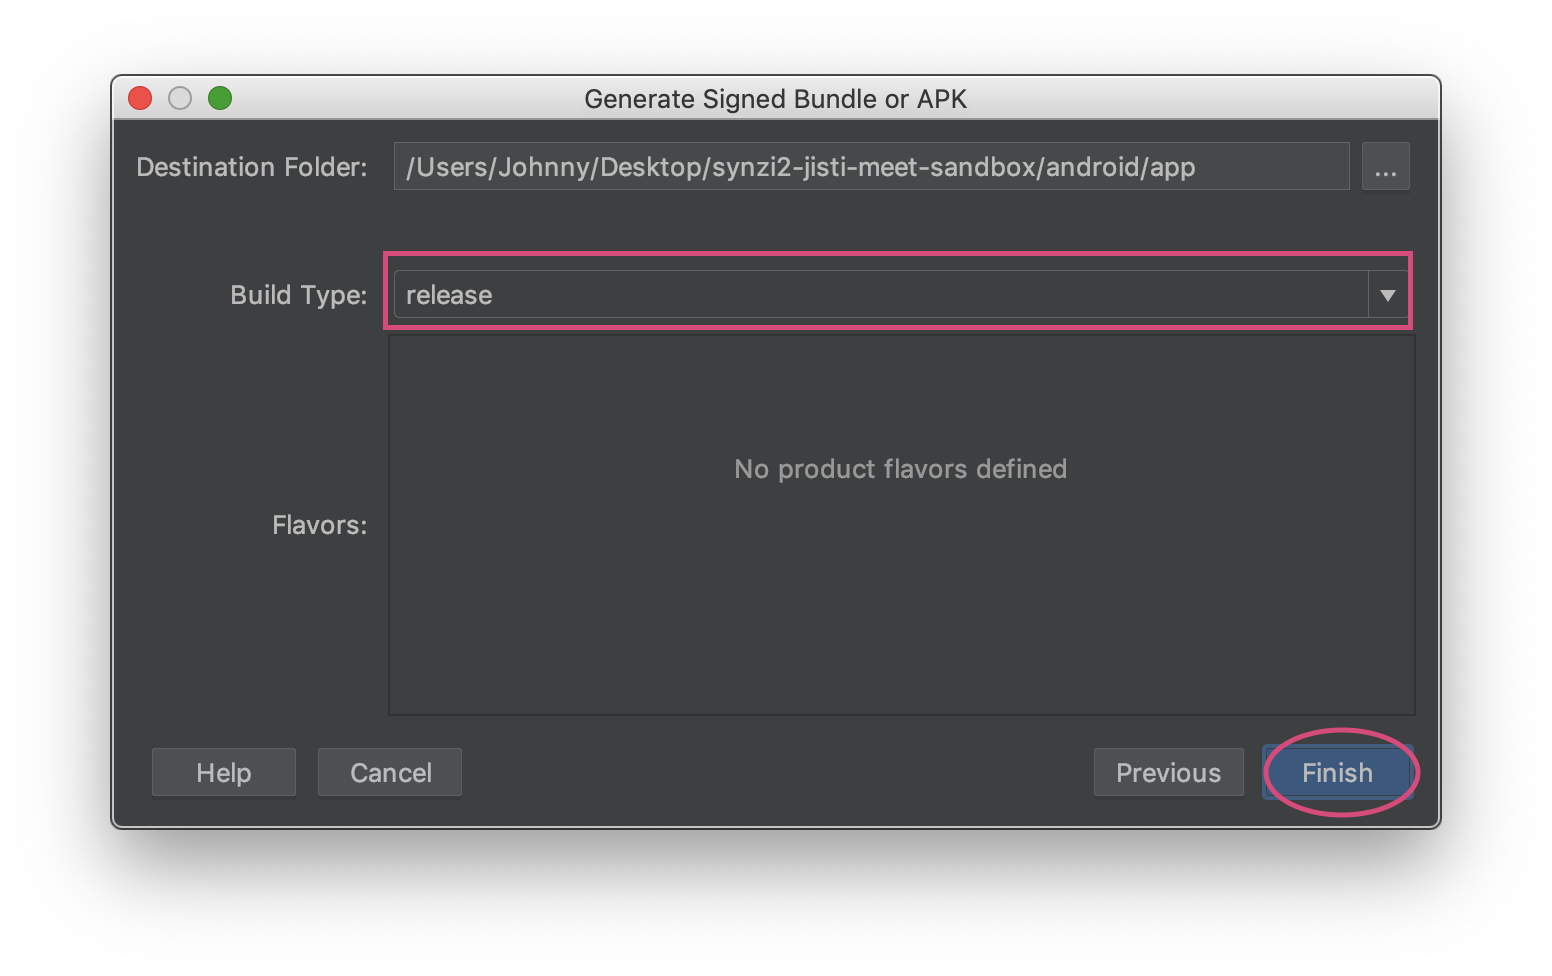 Generate Signed Bundle or APK
Destination Folder: /Users/Johnny/Desktop/synzi2-jisti-meet-sandbox/android/app ...
Build Type: release
No product flavors defined
Flavors:
Help Cancel Previous Finish